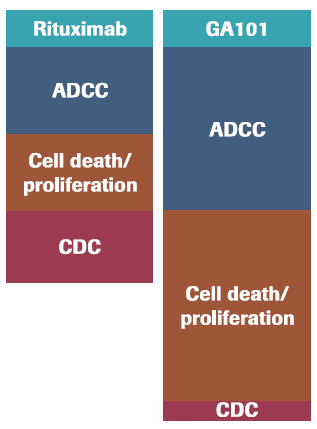 Rituximab
ADCC
Cell death/
proliferation
CDC
GA101
ADCC
Cell death/
proliferation
CDC